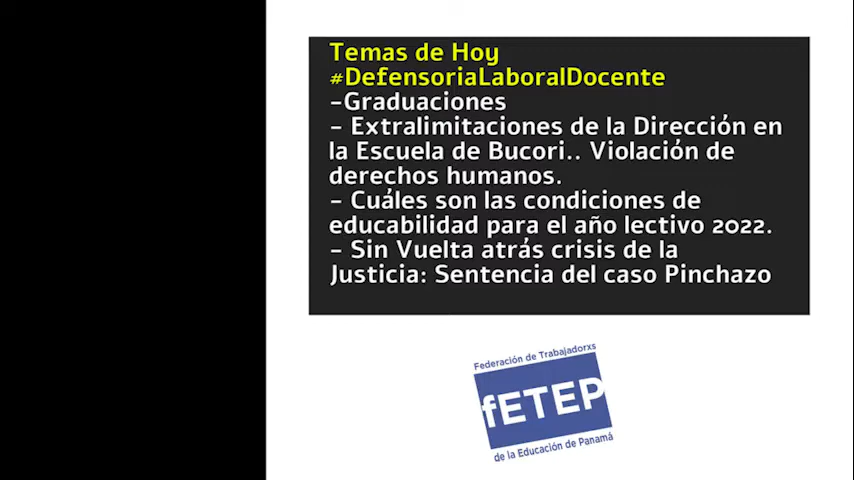 Temas de Hoy
#DefensoriaLaboralDocente
-Graduaciones
- Extralimitaciones de la Dirección en
la Escuela de Bucori.. Violación de
derechos humanos.
- Cuáles son las condiciones de
educabilidad para el año lectivo 2022.
- Sin Vuelta atrás crisis de la
Justicia: Sentencia del caso Pinchazo
Federación de Trabajadorxs
fETEP
de la Educación de Panamá